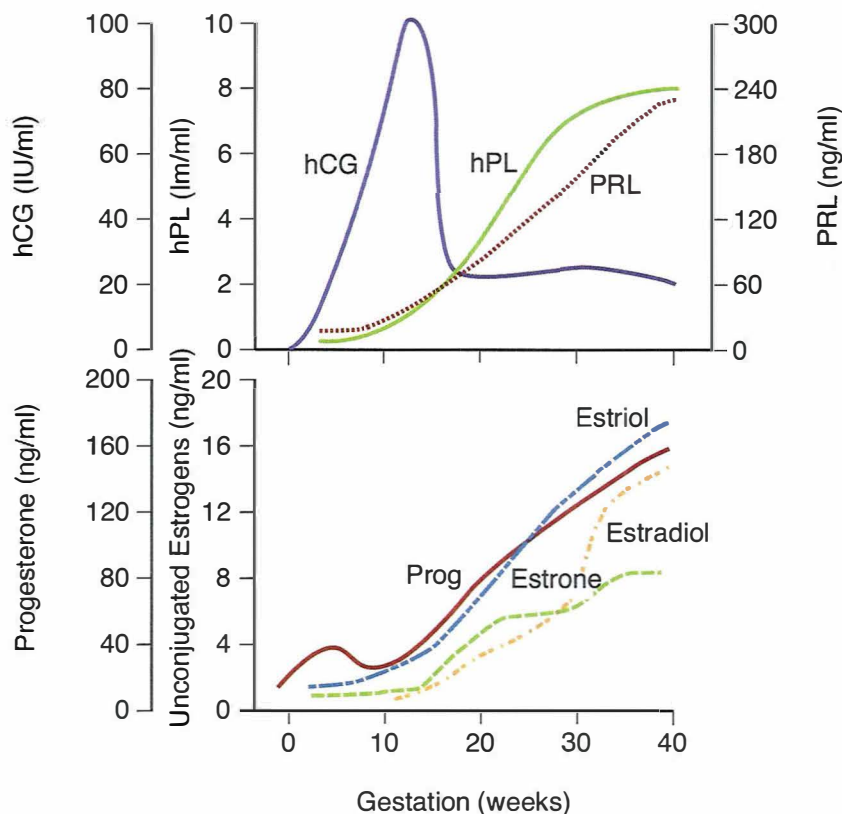 hCG (IU/ml)
100
80
60
40
20
0
hPL (lm/ml)
10
8
6
4
2
0
hCG
hPL
PRL
300
240
180
120
60
0
PRL (ng/ml)
Progesterone (ng/ml)
200
160
120
80
40
0
Unconjugated Estrogens (ng/ml)
20
16
12
8
4
0
Estriol
Estradiol
Prog
Estrone
0 10 20 30 40
Gestation (weeks)